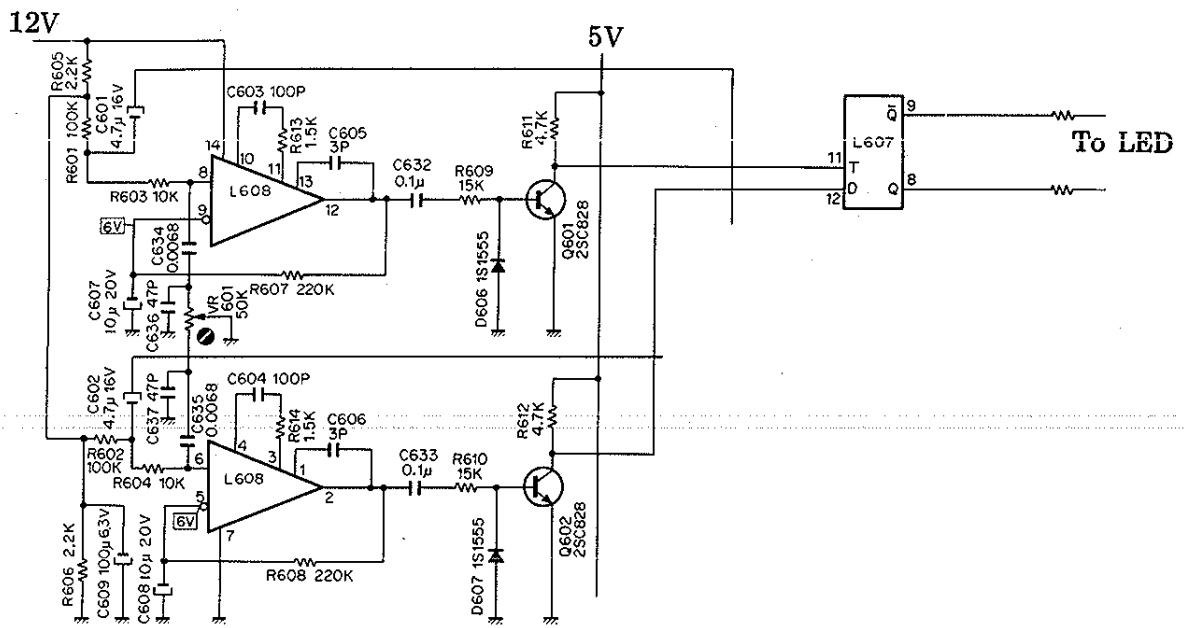 12V
5V
R605
2.2K
C601
4.7μ 16V
R601 100K
C603 100P
R613
1.5K
C605
3P
14
10
11
13
8
9
12
L608
R603 10K
6V
C634
0.0068
C632
0.1μ
R609
15K
R611
4.7K
Q601
2SC828
D606 1S1555
R607 220K
C607
10μ 20V
C636 47P
VR
601
50K
L607
11
T
12
D
Q̄
9
Q
8
To LED
C602
4.7μ 16V
C637 47P
C635
0.0068
C604 100P
R614
1.5K
C606
3P
4
3
1
6
5
2
7
L608
R602
100K
R604 10K
6V
C633
0.1μ
R610
15K
R612
4.7K
Q602
2SC828
D607 1S1555
R608 220K
R606 2.2K
C609 100μ 6.3V
C608 10μ 20V